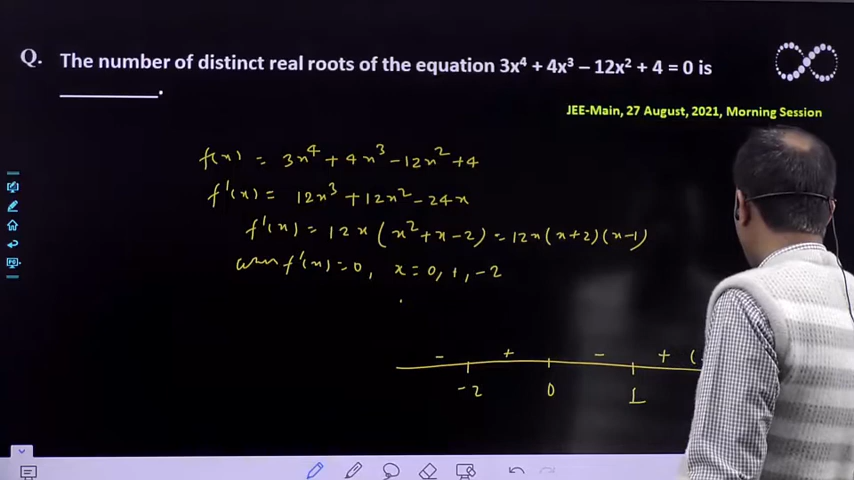 Q. The number of distinct real roots of the equation 3x⁴ + 4x³ – 12x² + 4 = 0 is
__________.
JEE-Main, 27 August, 2021, Morning Session
f(x) = 3x⁴ + 4x³ - 12x² + 4
f'(x) = 12x³ + 12x² - 24x
f'(x) = 12x (x² + x - 2) = 12x (x+2) (x-1)
when f'(x) = 0, x = 0, 1, -2
- + - + (
-2 0 1